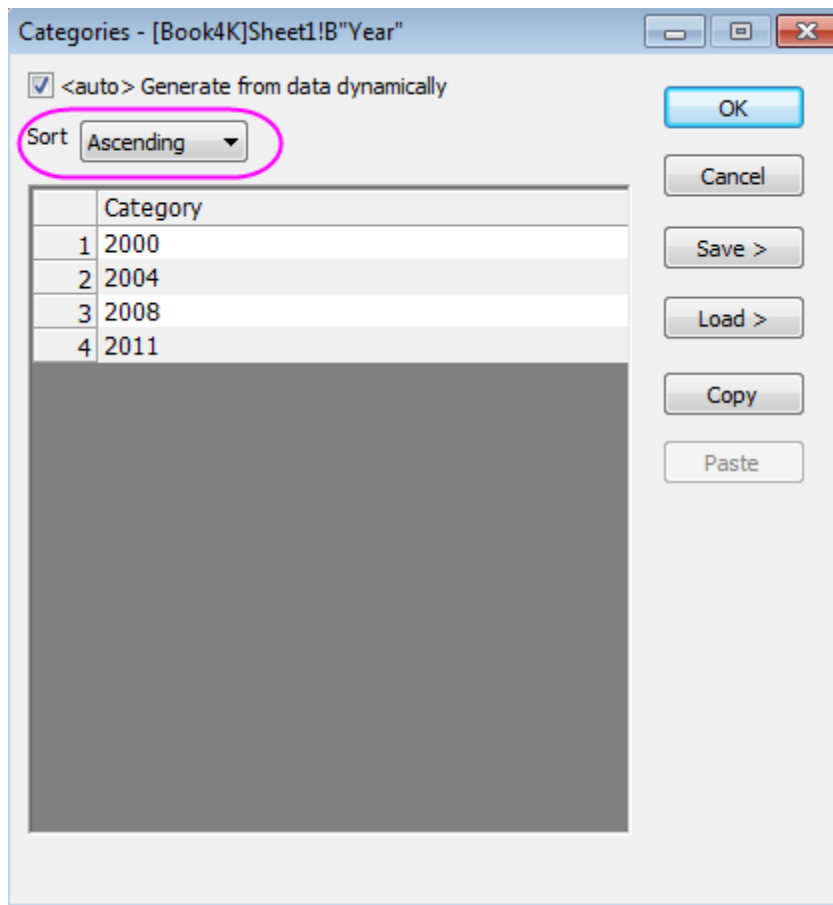 Categories - [Book4K]Sheet1!B"Year"
<auto> Generate from data dynamically
Sort Ascending
Category
1 2000
2 2004
3 2008
4 2011
OK
Cancel
Save >
Load >
Copy
Paste